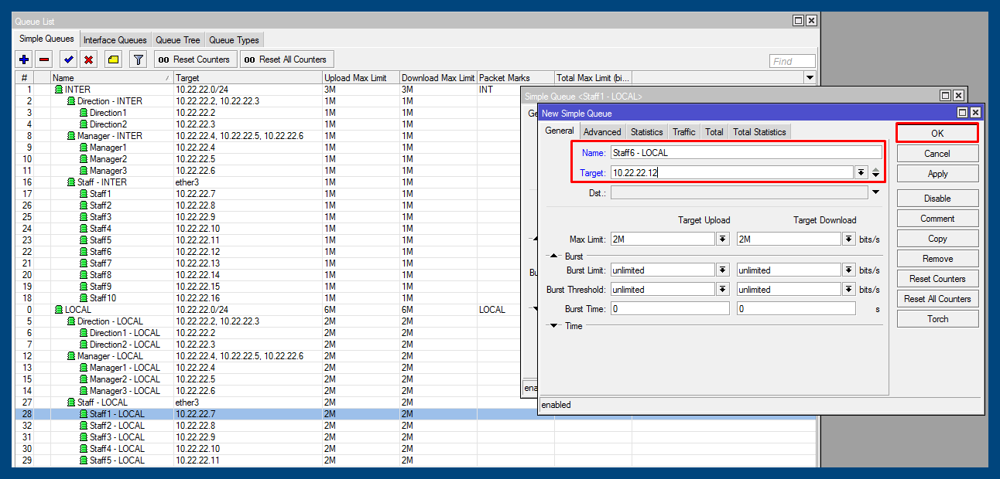 Queue List
Simple Queues Interface Queues Queue Tree Queue Types
00 Reset Counters 00 Reset All Counters Find
# Name / Target Upload Max Limit Download Max Limit Packet Marks Total Max Limit (bi...
1 INTER 10.22.22.0/24 3M 3M INT
2 Direction - INTER 10.22.22.2, 10.22.22.3 1M 1M
3 Direction1 10.22.22.2 1M 1M
4 Direction2 10.22.22.3 1M 1M
8 Manager - INTER 10.22.22.4, 10.22.22.5, 10.22.22.6 1M 1M
9 Manager1 10.22.22.4 1M 1M
10 Manager2 10.22.22.5 1M 1M
11 Manager3 10.22.22.6 1M 1M
16 Staff - INTER ether3 1M 1M
17 Staff1 10.22.22.7 1M 1M
26 Staff2 10.22.22.8 1M 1M
25 Staff3 10.22.22.9 1M 1M
24 Staff4 10.22.22.10 1M 1M
23 Staff5 10.22.22.11 1M 1M
22 Staff6 10.22.22.12 1M 1M
21 Staff7 10.22.22.13 1M 1M
20 Staff8 10.22.22.14 1M 1M
19 Staff9 10.22.22.15 1M 1M
18 Staff10 10.22.22.16 1M 1M
0 LOCAL 10.22.22.0/24 6M 6M LOCAL
5 Direction - LOCAL 10.22.22.2, 10.22.22.3 2M 2M
6 Direction1 - LOCAL 10.22.22.2 2M 2M
7 Direction2 - LOCAL 10.22.22.3 2M 2M
12 Manager - LOCAL 10.22.22.4, 10.22.22.5, 10.22.22.6 2M 2M
13 Manager1 - LOCAL 10.22.22.4 2M 2M
15 Manager2 - LOCAL 10.22.22.5 2M 2M
14 Manager3 - LOCAL 10.22.22.6 2M 2M
27 Staff - LOCAL ether3 2M 2M
28 Staff1 - LOCAL 10.22.22.7 2M 2M
32 Staff2 - LOCAL 10.22.22.8 2M 2M
31 Staff3 - LOCAL 10.22.22.9 2M 2M
30 Staff4 - LOCAL 10.22.22.10 2M 2M
29 Staff5 - LOCAL 10.22.22.11 2M 2M
Simple Queue <Staff1 - LOCAL>
Ge
Bu
ena
New Simple Queue
General Advanced Statistics Traffic Total Total Statistics
Name: Staff6 - LOCAL
Target: 10.22.22.12
Dst.:
Target Upload Target Download
Max Limit: 2M 2M bits/s
Burst
Burst Limit: unlimited unlimited bits/s
Burst Threshold: unlimited unlimited bits/s
Burst Time: 0 0 s
Time
enabled
OK
Cancel
Apply
Disable
Comment
Copy
Remove
Reset Counters
Reset All Counters
Torch